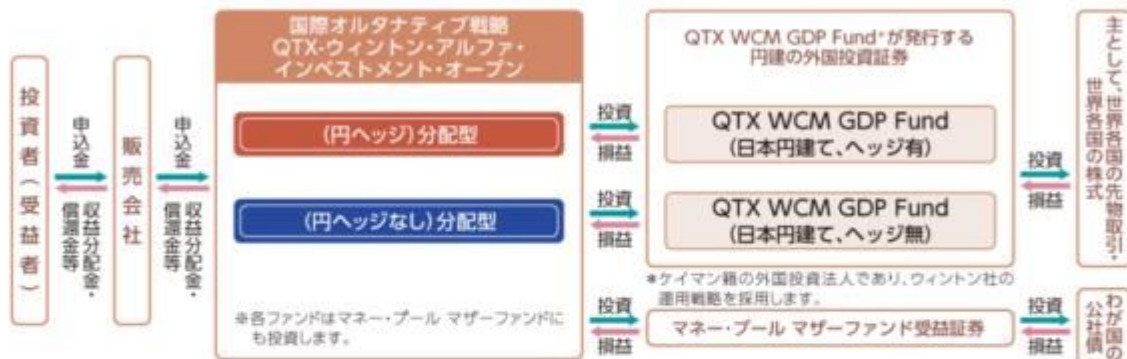 投資者(受益者)
申込金
収益分配金・
償還金等
販売会社
申込金
収益分配金・
償還金等
国際オルタナティブ戦略
QTX-ウィントン・アルファ・
インベストメント・オープン
(円ヘッジ)分配型
(円ヘッジなし)分配型
※各ファンドはマネー・プール マザーファンドに
も投資します。
投資
損益
投資
損益
投資
損益
QTX WCM GDP Fund*が発行する
円建の外国投資証券
QTX WCM GDP Fund
(日本円建て、ヘッジ有)
QTX WCM GDP Fund
(日本円建て、ヘッジ無)
*ケイマン籍の外国投資法人であり、ウィントン社の
運用戦略を採用します。
マネー・プール マザーファンド受益証券
投資
損益
投資
損益
主として、世界各国の先物取引・
世界各国の株式
わが国の
公社債